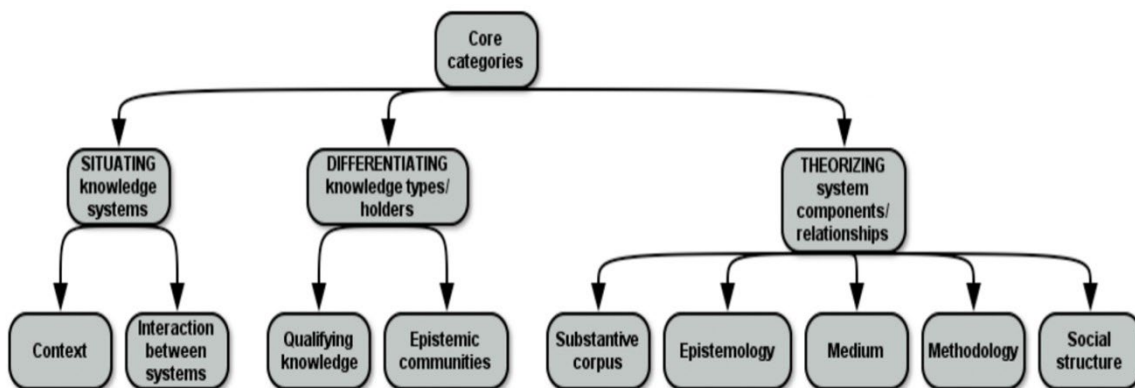 Core
categories
SITUATING
knowledge
systems
DIFFERENTIATING
knowledge types/
holders
THEORIZING
system
components/
relationships
Context
Interaction
between
systems
Qualifying
knowledge
Epistemic
communities
Substantive
corpus
Epistemology
Medium
Methodology
Social
structure